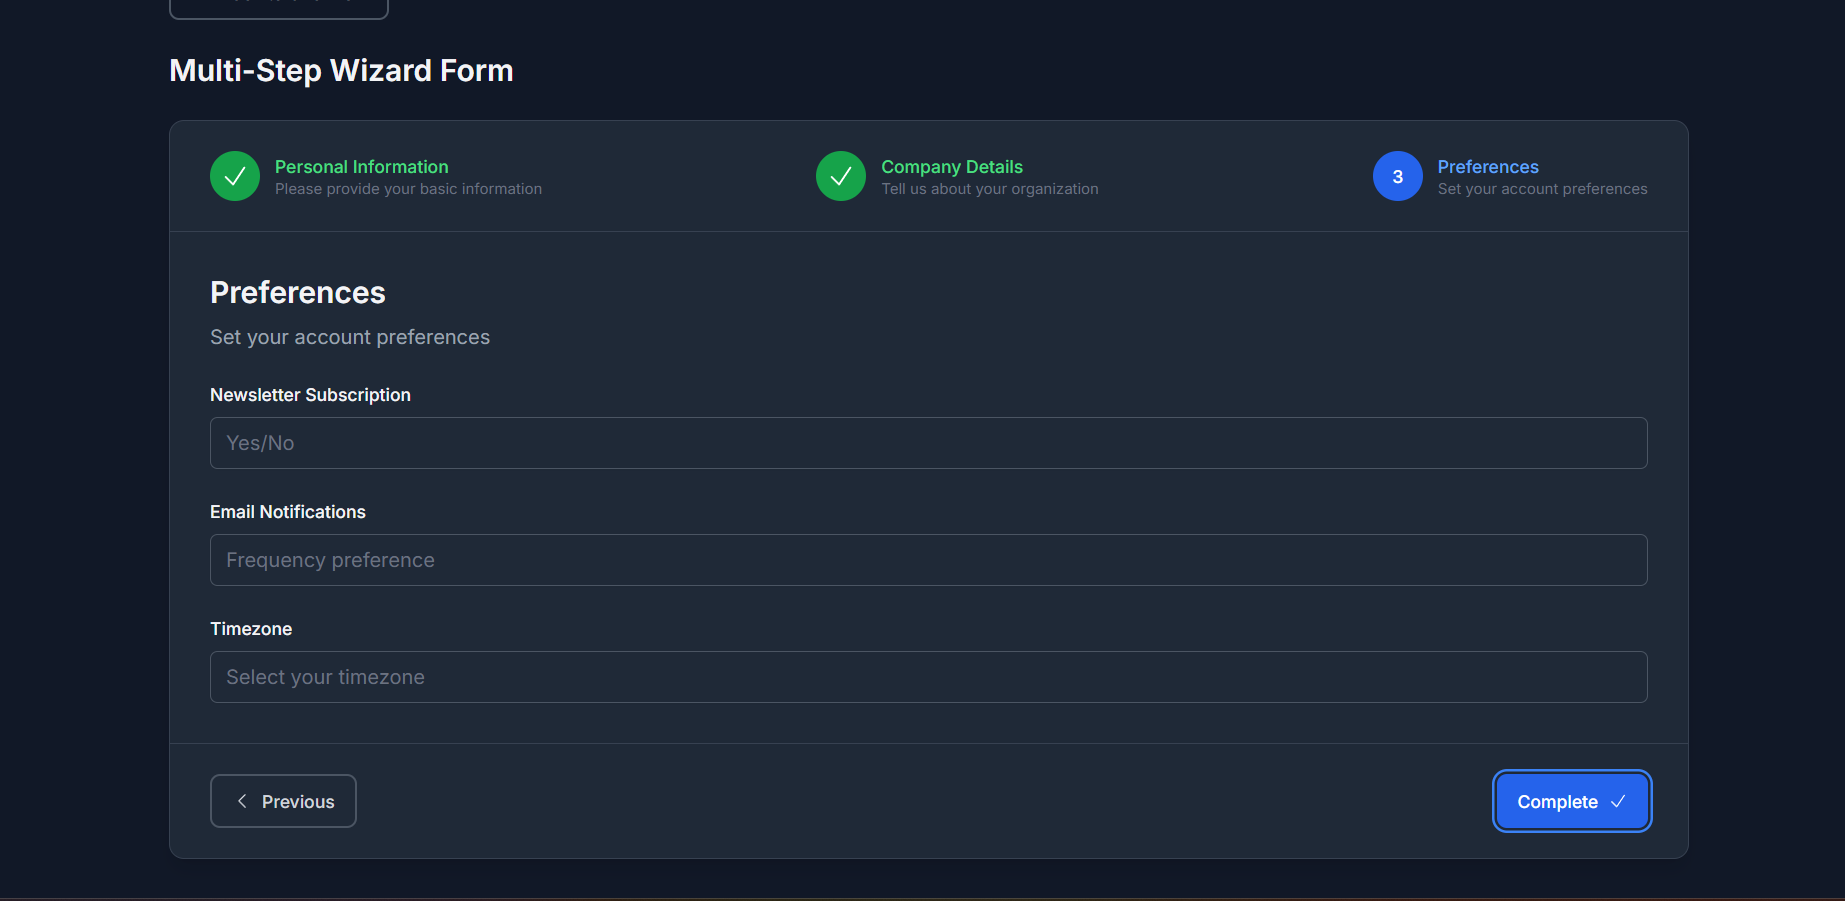 Multi-Step Wizard Form
Personal Information
Please provide your basic information
Company Details
Tell us about your organization
3
Preferences
Set your account preferences
Preferences
Set your account preferences
Newsletter Subscription
Yes/No
Email Notifications
Frequency preference
Timezone
Select your timezone
Previous
Complete